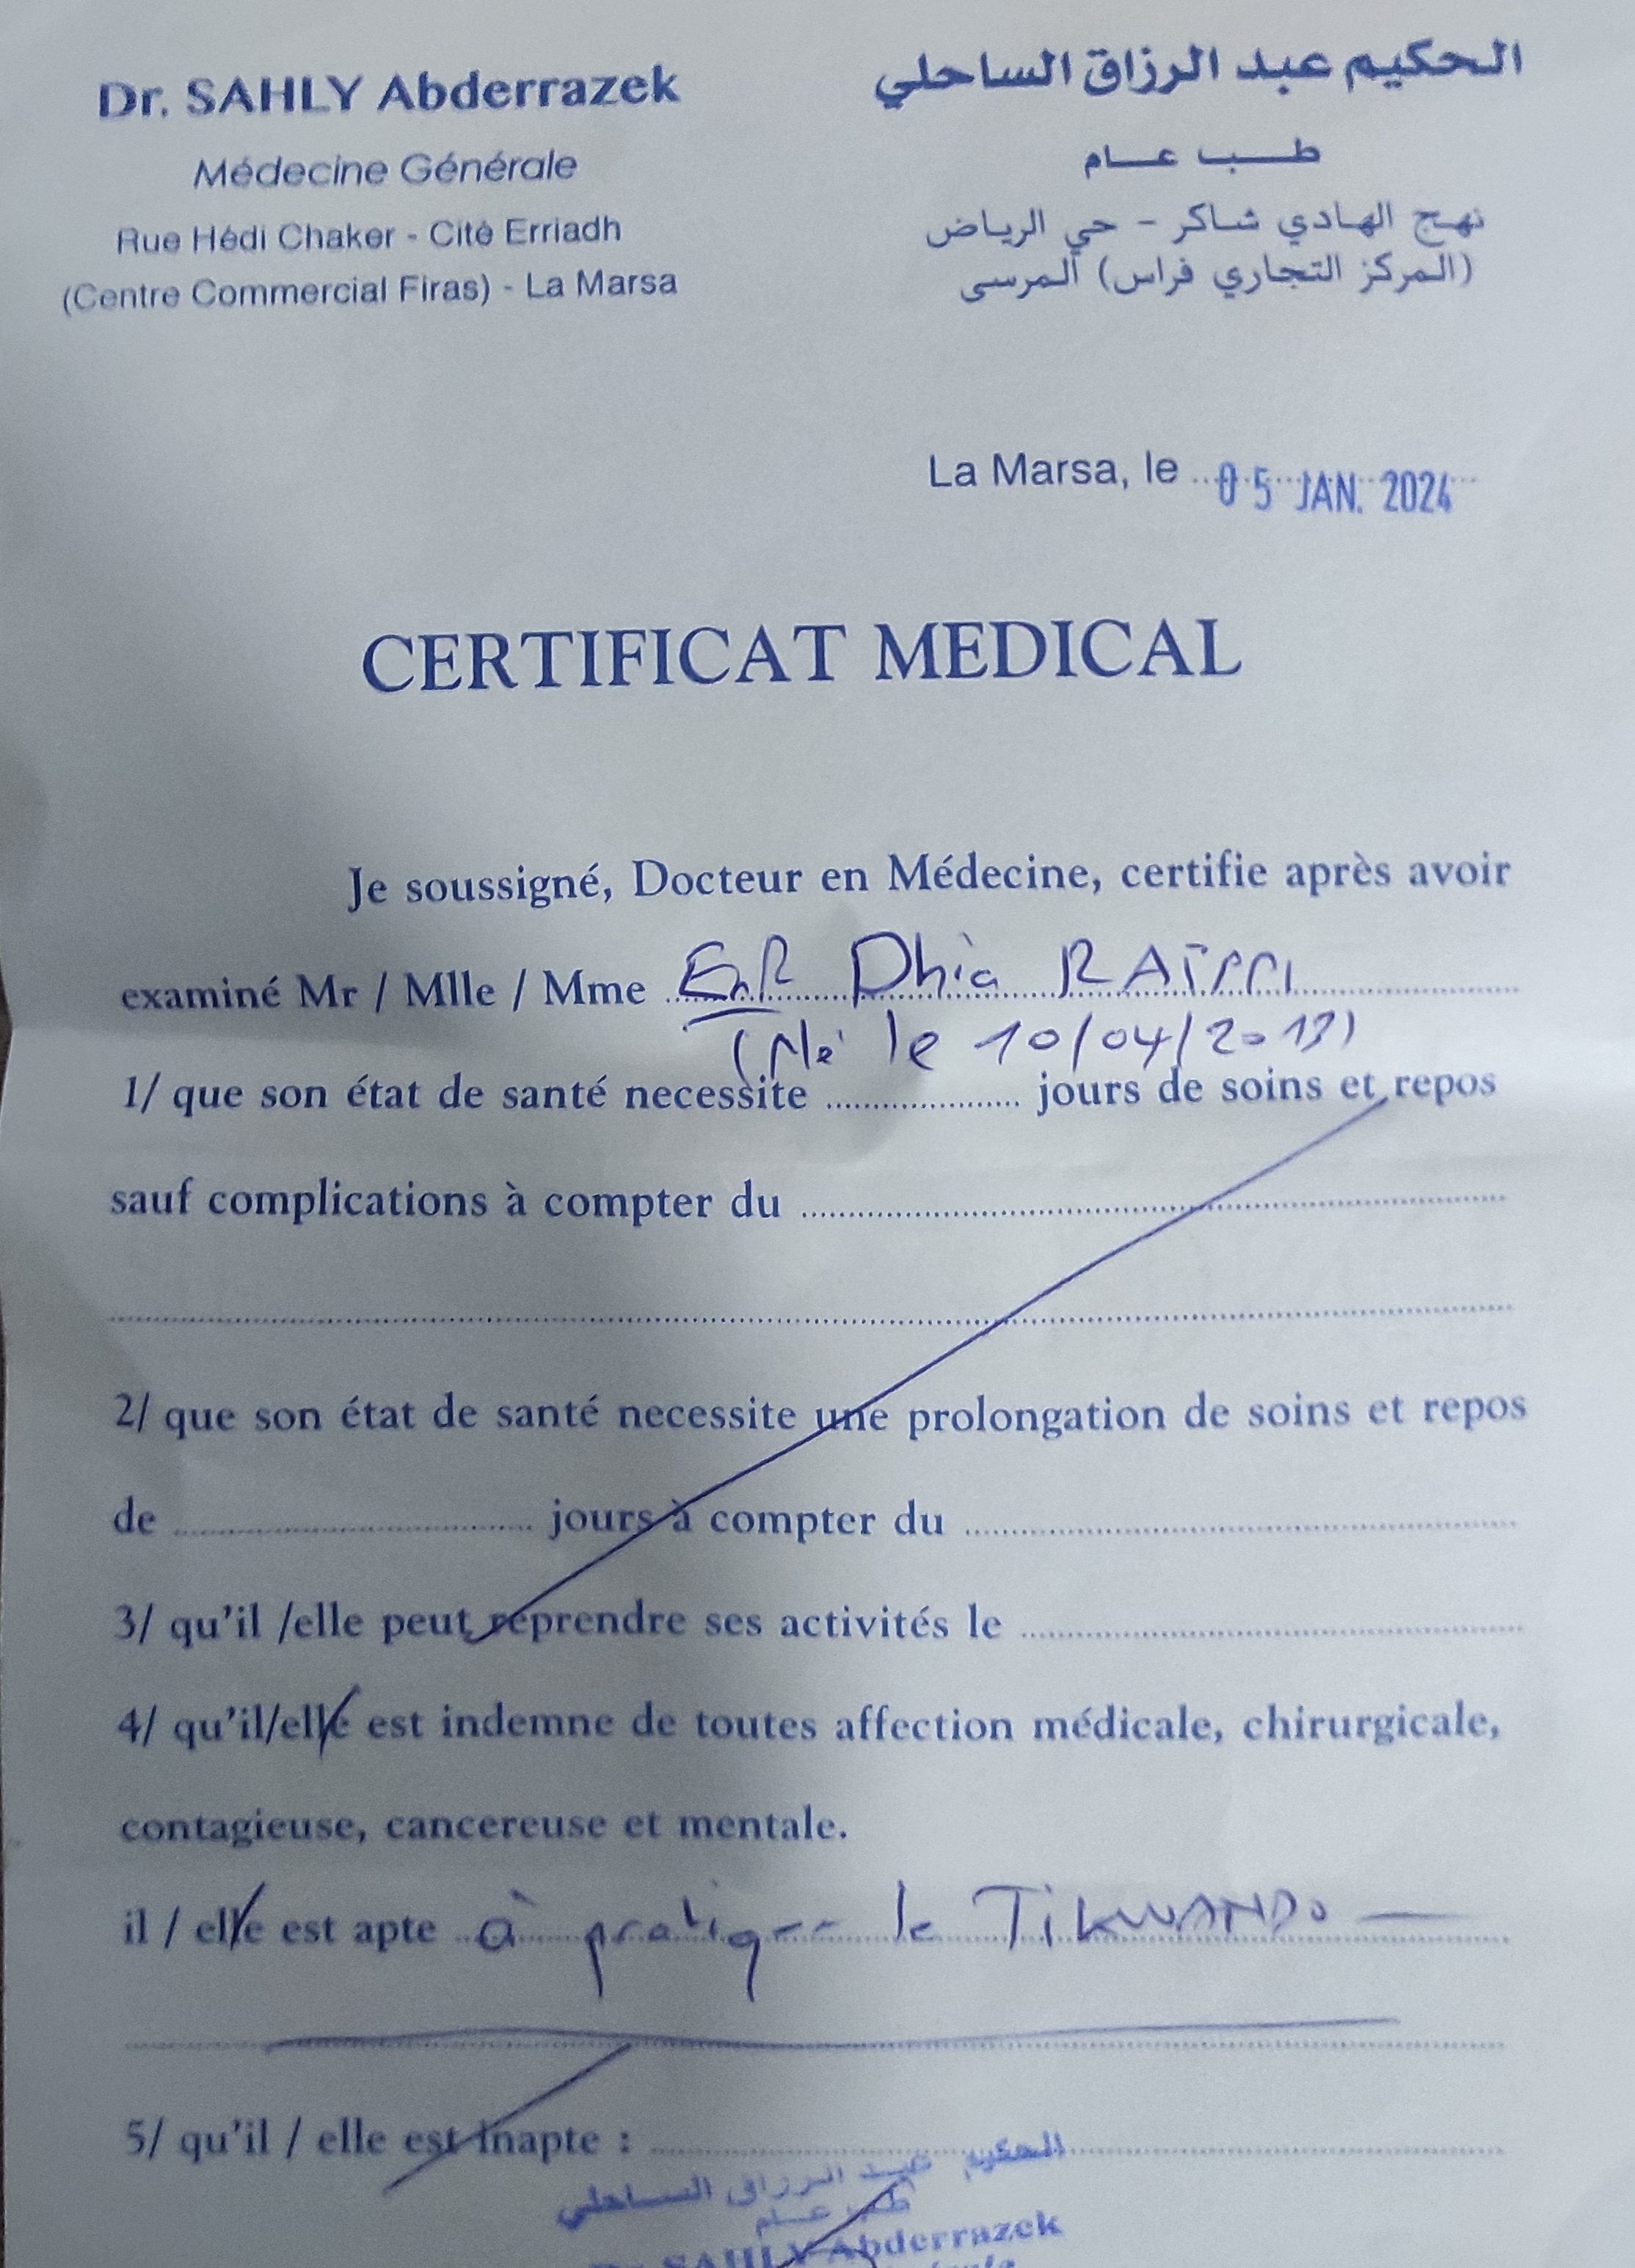 Dr. SAHLY Abderrazek
Médecine Générale
Rue Hédi Chaker - Cité Erriadh
(Centre Commercial Firas) - La Marsa
الحكيم عبد الرزاق الساحلي
طب عام
نهج الهادي شاكر - حي الرياض
(المركز التجاري فراس) المرسى
La Marsa, le 05 JAN. 2024
CERTIFICAT MEDICAL
Je soussigné, Docteur en Médecine, certifie après avoir
examiné Mr / Mlle / Mme Enf Dhia
(Né le 10/04/2013)
1/ que son état de santé necessite .................... jours de soins et repos
sauf complications à compter du ....................
2/ que son état de santé necessite une prolongation de soins et repos
de .................... jours à compter du ....................
3/ qu'il /elle peut reprendre ses activités le ....................
4/ qu'il/elle est indemne de toutes affection médicale, chirurgicale,
contagieuse, cancereuse et mentale.
il / elle est apte à pratiquer le TiKWANDO
5/ qu'il / elle est inapte : ....................
الحكيم عبد الرزاق الساحلي
طب عام
Dr. SAHLY Abderrazek